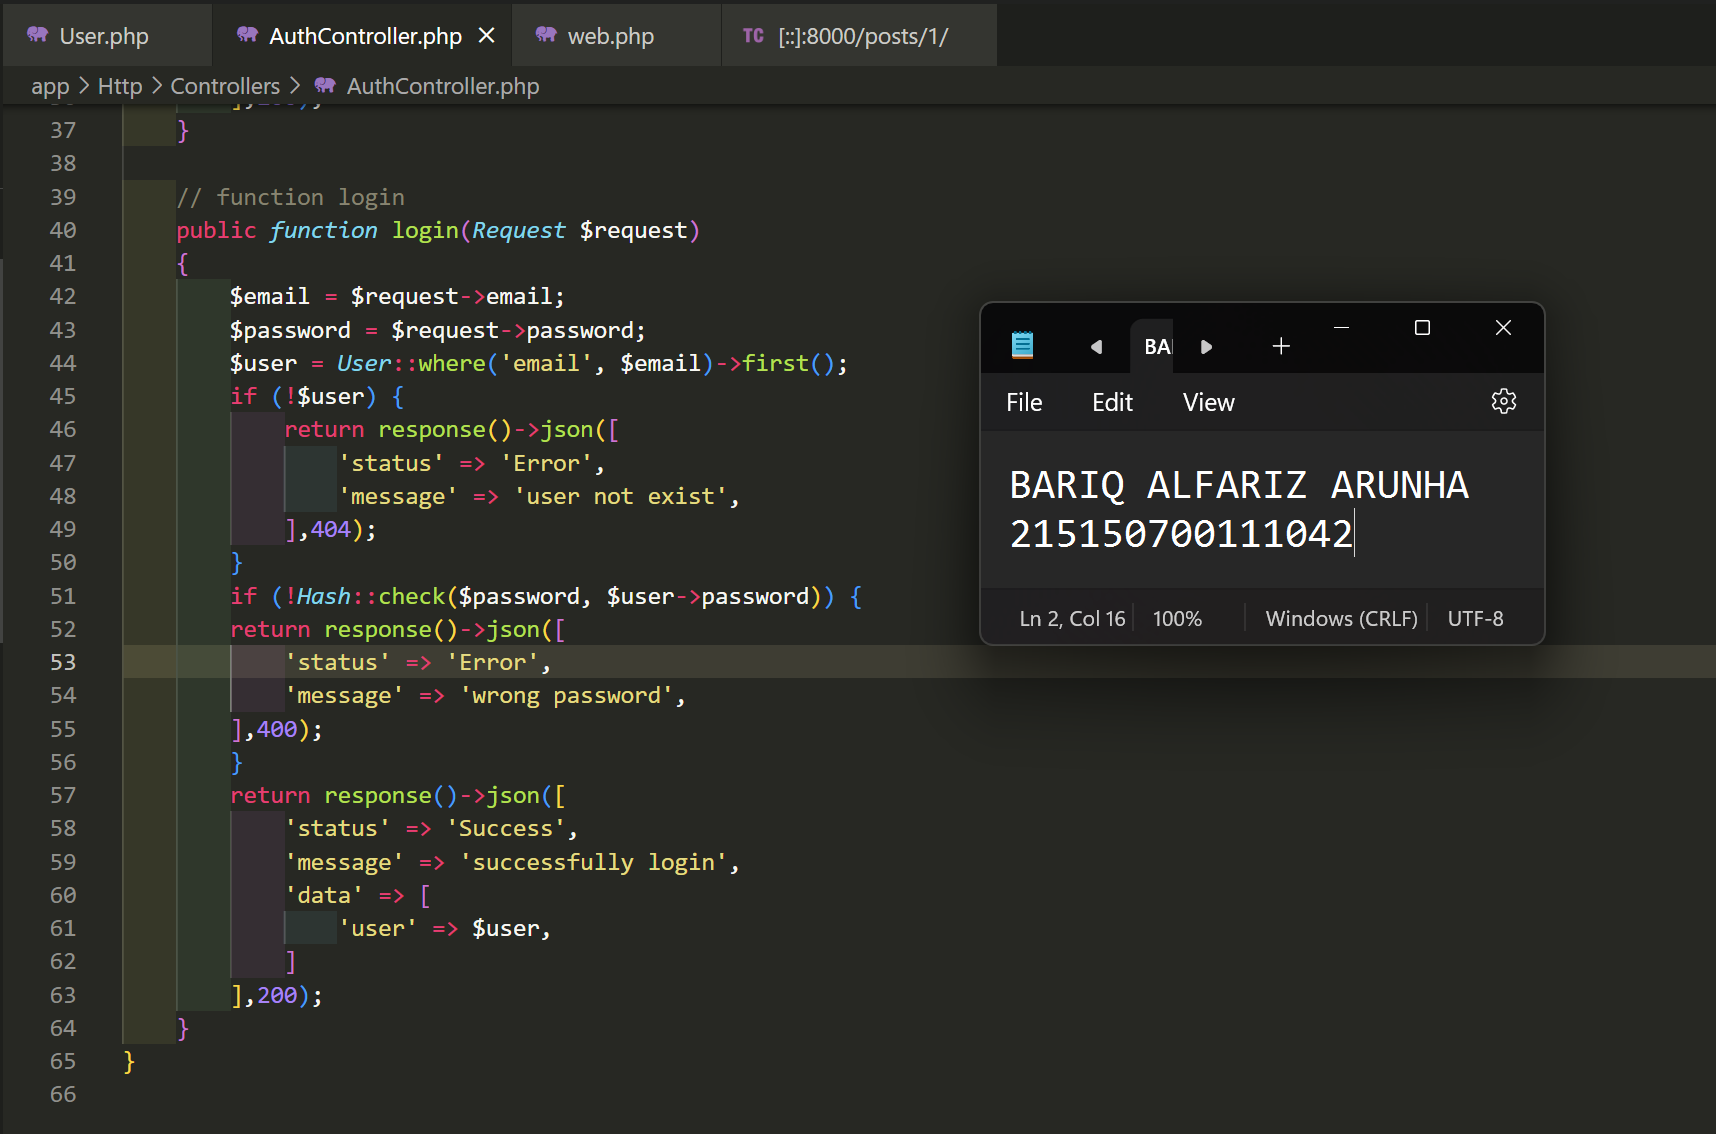 User.php
AuthController.php
web.php
TC [::]:8000/posts/1/
app > Http > Controllers > AuthController.php
37 }
38
39 // function login
40 public function login(Request $request)
41 {
42 $email = $request->email;
43 $password = $request->password;
44 $user = User::where('email', $email)->first();
45 if (!$user) {
46 return response()->json([
47 'status' => 'Error',
48 'message' => 'user not exist',
49 ],404);
50 }
51 if (!Hash::check($password, $user->password)) {
52 return response()->json([
53 'status' => 'Error',
54 'message' => 'wrong password',
55 ],400);
56 }
57 return response()->json([
58 'status' => 'Success',
59 'message' => 'successfully login',
60 'data' => [
61 'user' => $user,
62 ]
63 ],200);
64 }
65 }
66
BA
File Edit View
BARIQ ALFARIZ ARUNHA
215150700111042
Ln 2, Col 16 100% Windows (CRLF) UTF-8